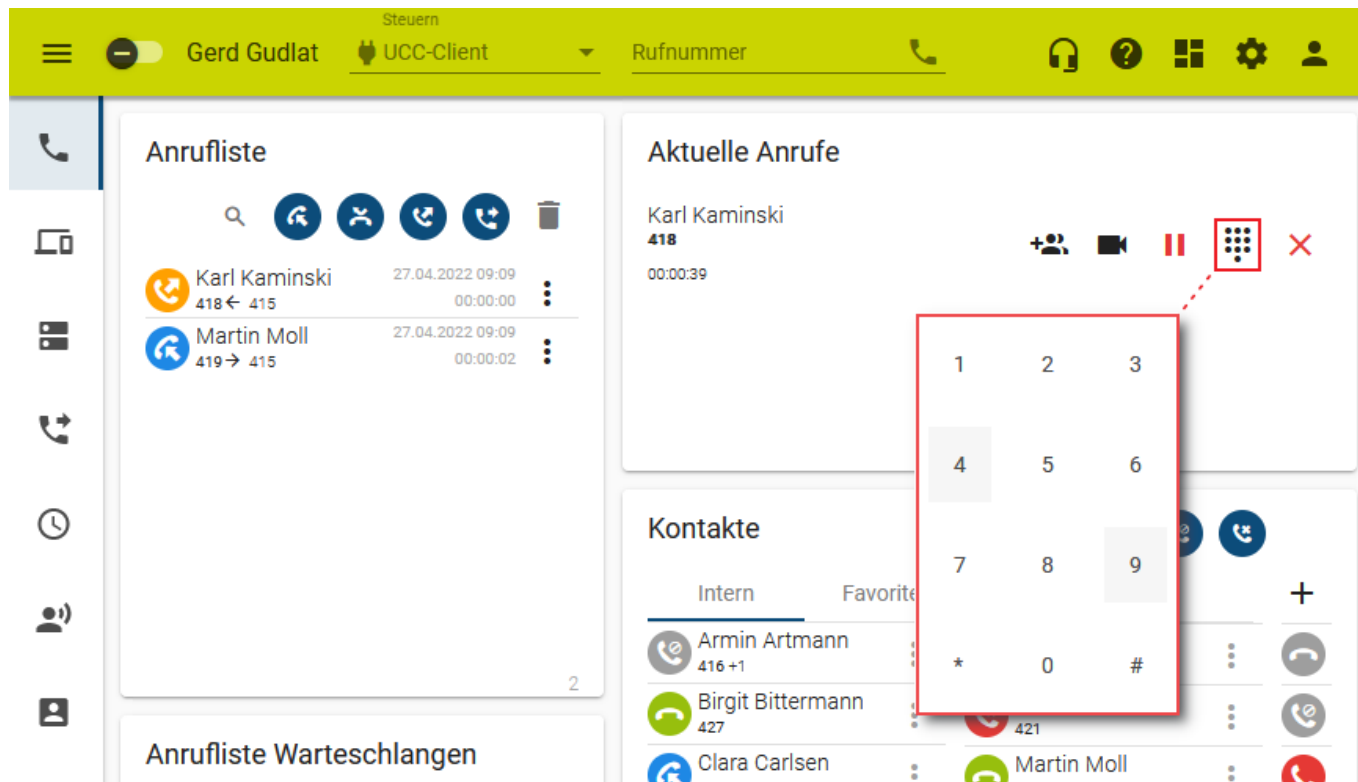 Steuern
Gerd Gudlat
UCC-Client
Rufnummer
Anrufliste
Karl Kaminski
27.04.2022 09:09
418 ← 415
00:00:00
Martin Moll
27.04.2022 09:09
419 → 415
00:00:02
2
Anrufliste Warteschlangen
Aktuelle Anrufe
Karl Kaminski
418
00:00:39
1 2 3
4 5 6
7 8 9
* 0 #
Kontakte
Intern
Favorite
+
Armin Artmann
416 +1
Birgit Bittermann
427
421
Clara Carlsen
Martin Moll